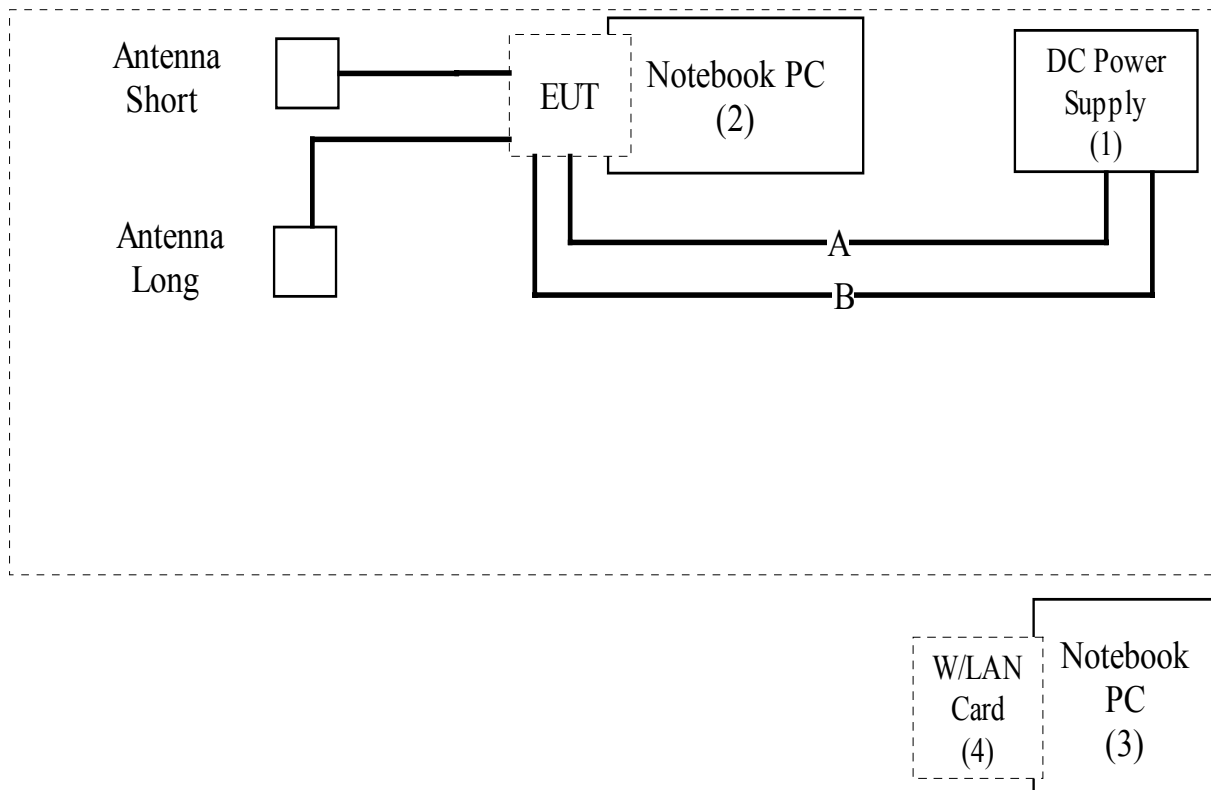 Antenna
Short
EUT
Notebook PC
(2)
DC Power
Supply
(1)
Antenna
Long
A
B
W/LAN
Card
(4)
Notebook
PC
(3)